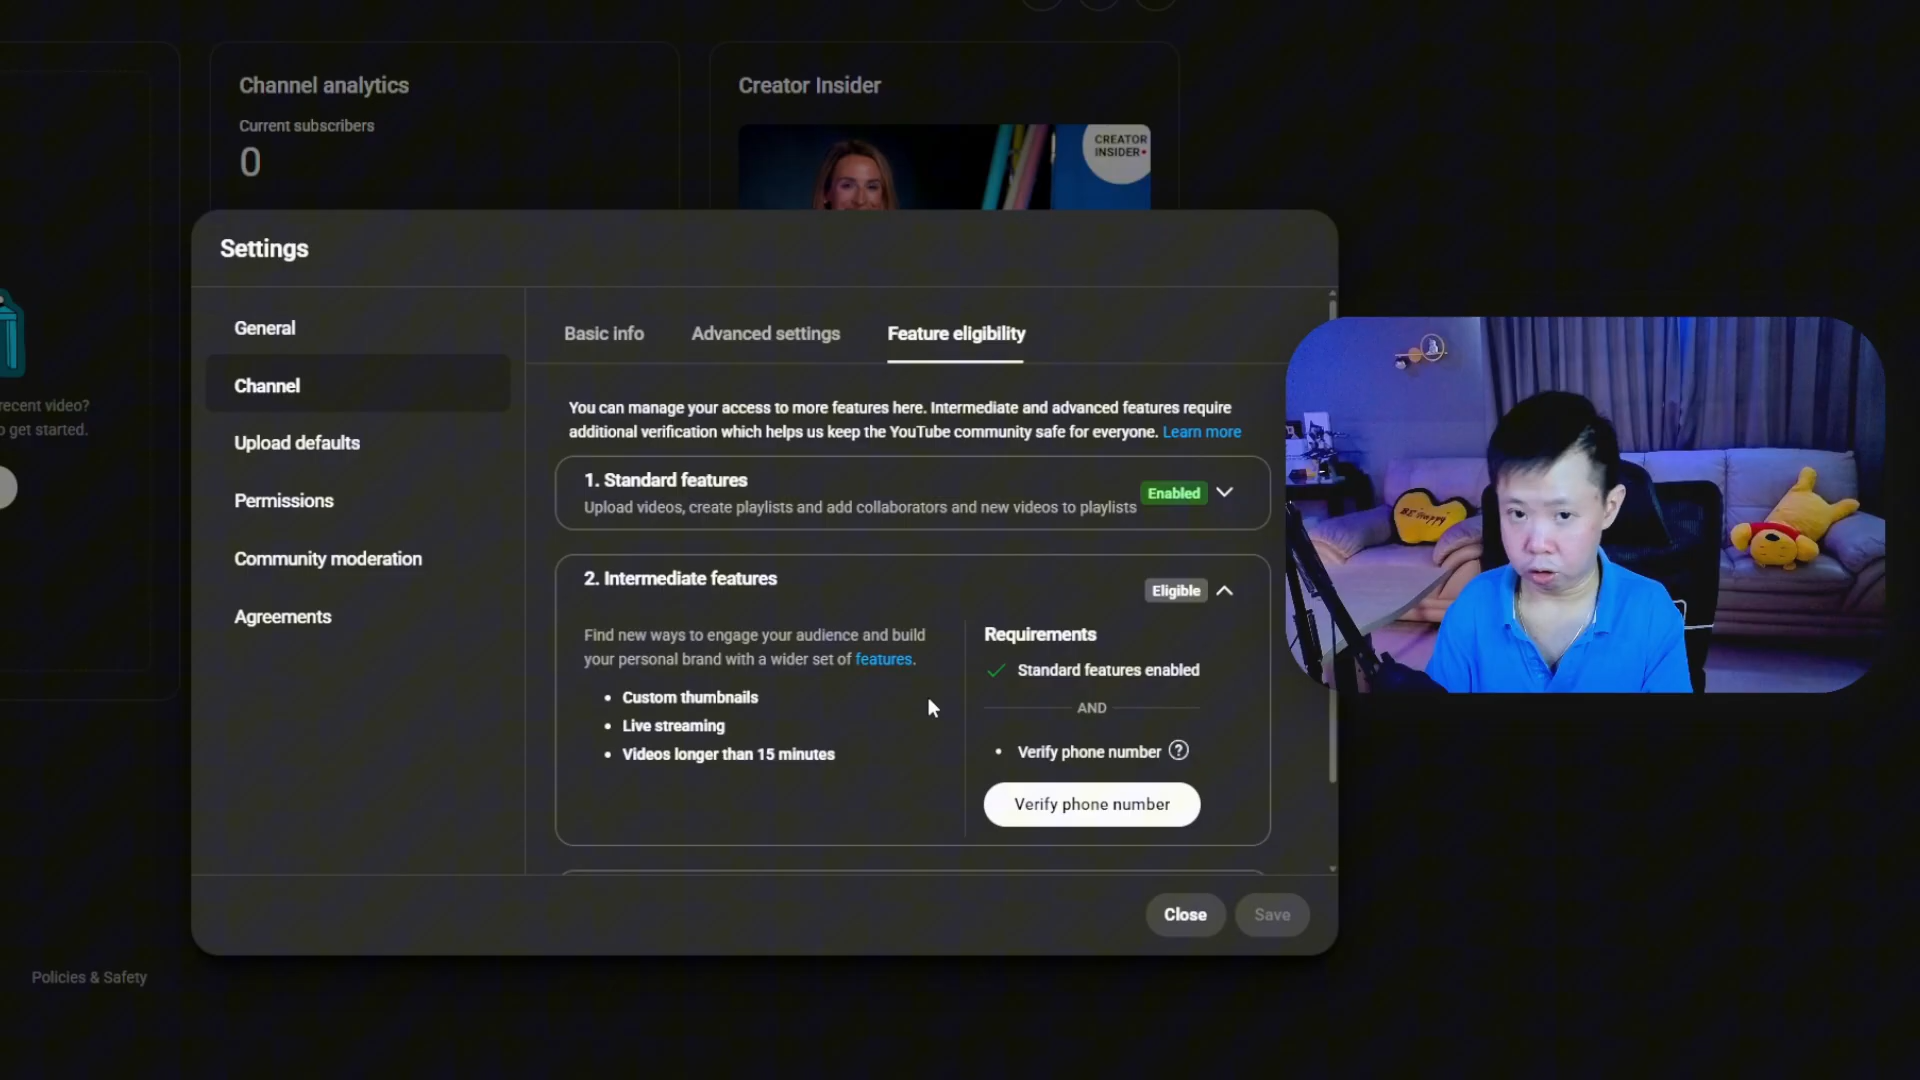 Channel analytics
Current subscribers
0
Creator Insider
CREATOR
INSIDER
recent video?
o get started.
Settings
General
Channel
Upload defaults
Permissions
Community moderation
Agreements
Basic info
Advanced settings
Feature eligibility
You can manage your access to more features here. Intermediate and advanced features require
additional verification which helps us keep the YouTube community safe for everyone. Learn more
1. Standard features
Upload videos, create playlists and add collaborators and new videos to playlists
Enabled
2. Intermediate features
Eligible
Find new ways to engage your audience and build
your personal brand with a wider set of features.
• Custom thumbnails
• Live streaming
• Videos longer than 15 minutes
Requirements
Standard features enabled
AND
• Verify phone number ?
Verify phone number
Close
Save
Policies & Safety
BE Happy